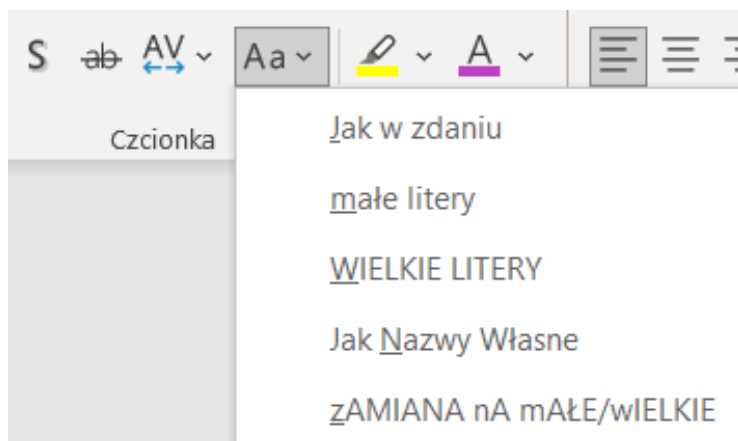 S ab AV Aa A
Czcionka
Jak w zdaniu
małe litery
WIELKIE LITERY
Jak Nazwy Własne
zAMIANA nA mAŁE/wIELKIE